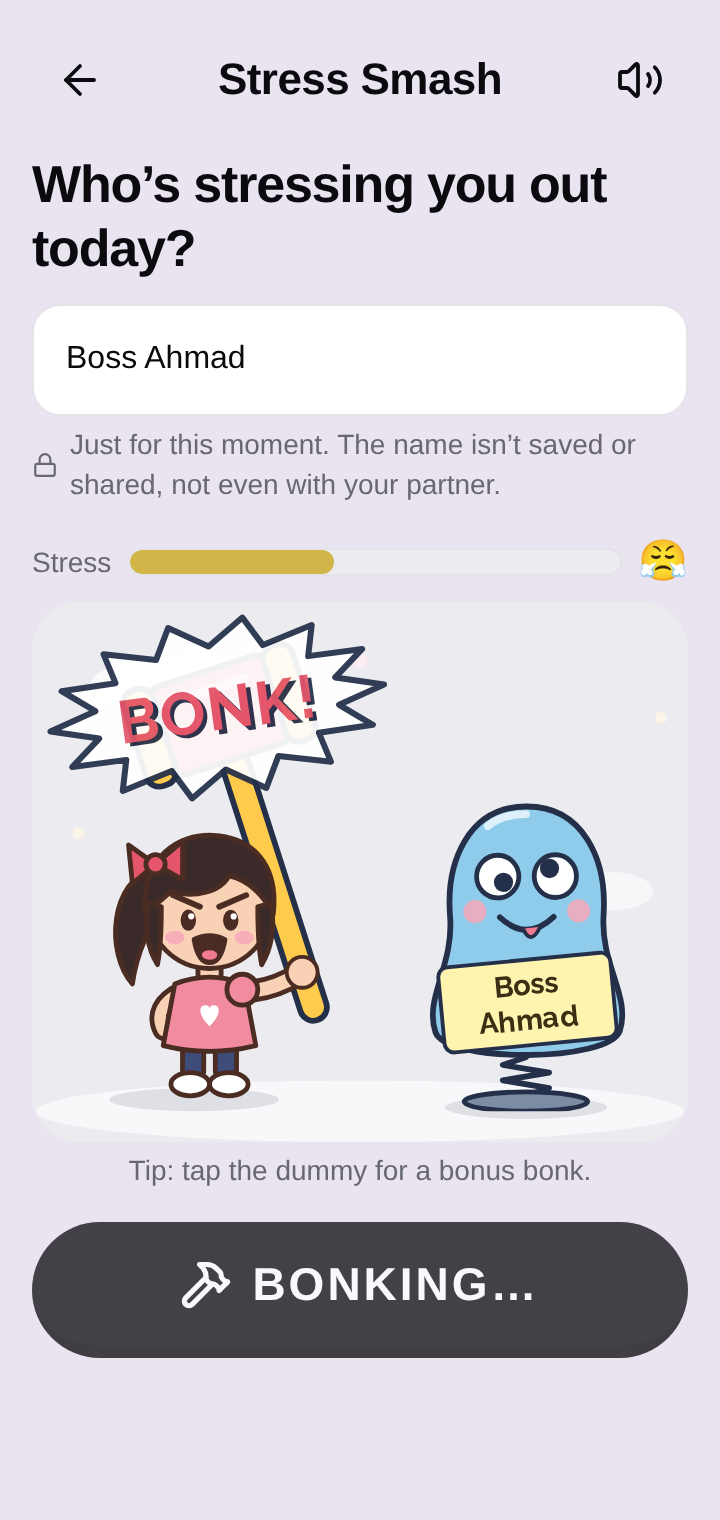 Stress Smash
Who’s stressing you out
today?
Boss Ahmad
Just for this moment. The name isn’t saved or
shared, not even with your partner.
Stress
BONK!
Boss
Ahmad
Tip: tap the dummy for a bonus bonk.
BONKING...